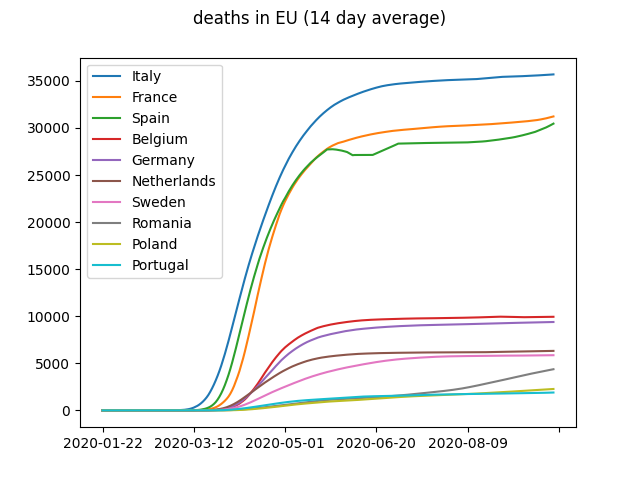 deaths in EU (14 day average)
35000
30000
25000
20000
15000
10000
5000
0
Italy
France
Spain
Belgium
Germany
Netherlands
Sweden
Romania
Poland
Portugal
2020-01-22 2020-03-12 2020-05-01 2020-06-20 2020-08-09